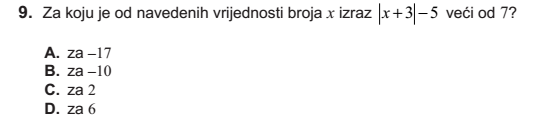 9. Za koju je od navedenih vrijednosti broja x izraz |x+3|−5 veći od 7?
A. za −17
B. za −10
C. za 2
D. za 6